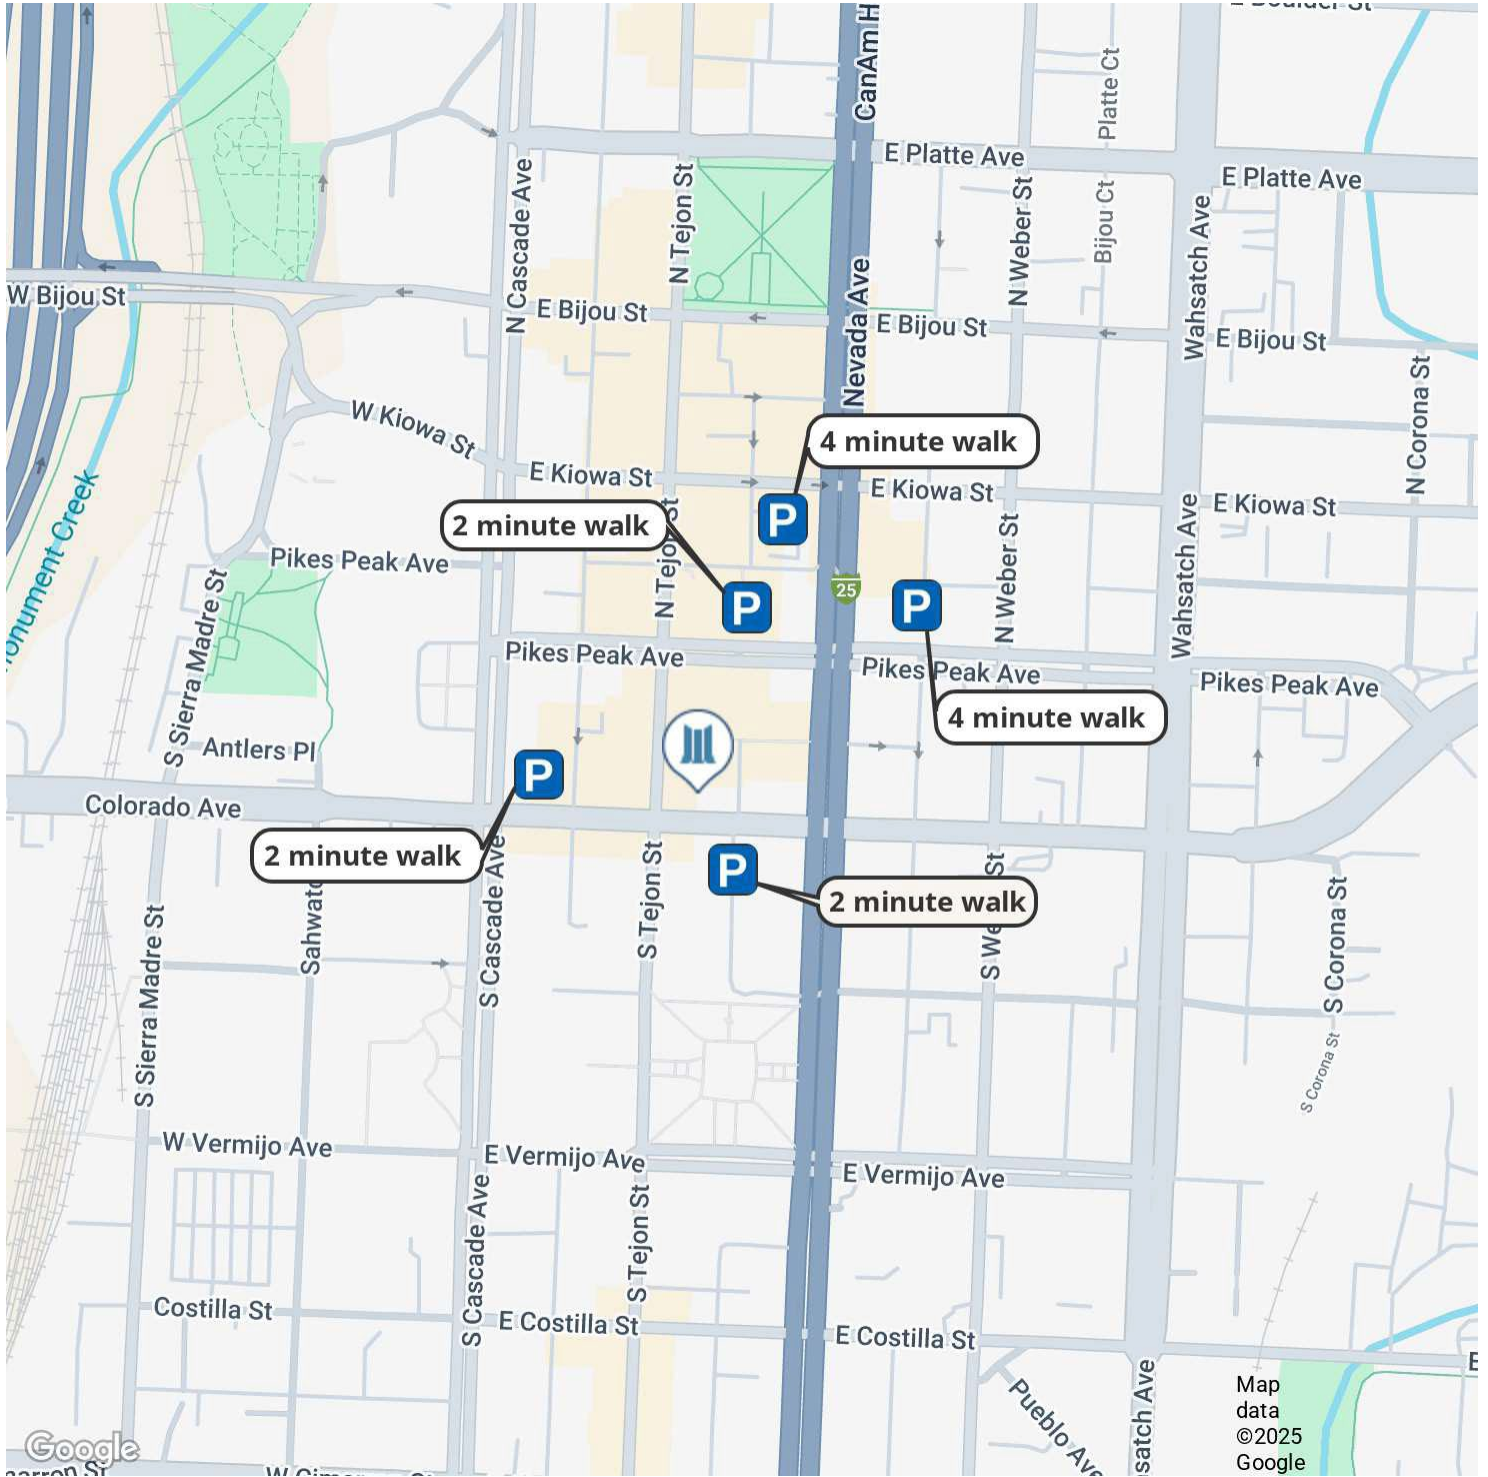 CanAm H
Platte Ct
E Platte Ave
E Platte Ave
N Cascade Ave
N Tejon St
N Weber St
Bijou Ct
Wahsatch Ave
W Bijou St
E Bijou St
Nevada Ave
E Bijou St
E Bijou St
N Corona St
W Kiowa St
4 minute walk
E Kiowa St
E Kiowa St
E Kiowa St
Monument Creek
2 minute walk
P
Pikes Peak Ave
N Tejon St
N Weber St
Wahsatch Ave
25
P
P
S Sierra Madre St
Pikes Peak Ave
Pikes Peak Ave
Pikes Peak Ave
4 minute walk
Antlers Pl
P
Colorado Ave
2 minute walk
S Cascade Ave
S Tejon St
P
2 minute walk
S We St
S Corona St
Sahwatc
S Sierra Madre St
S Corona St
W Vermijo Ave
E Vermijo Ave
E Vermijo Ave
S Cascade Ave
S Tejon St
Costilla St
E Costilla St
E Costilla St
Pueblo Ave
Map
data
©2025
Google
Google